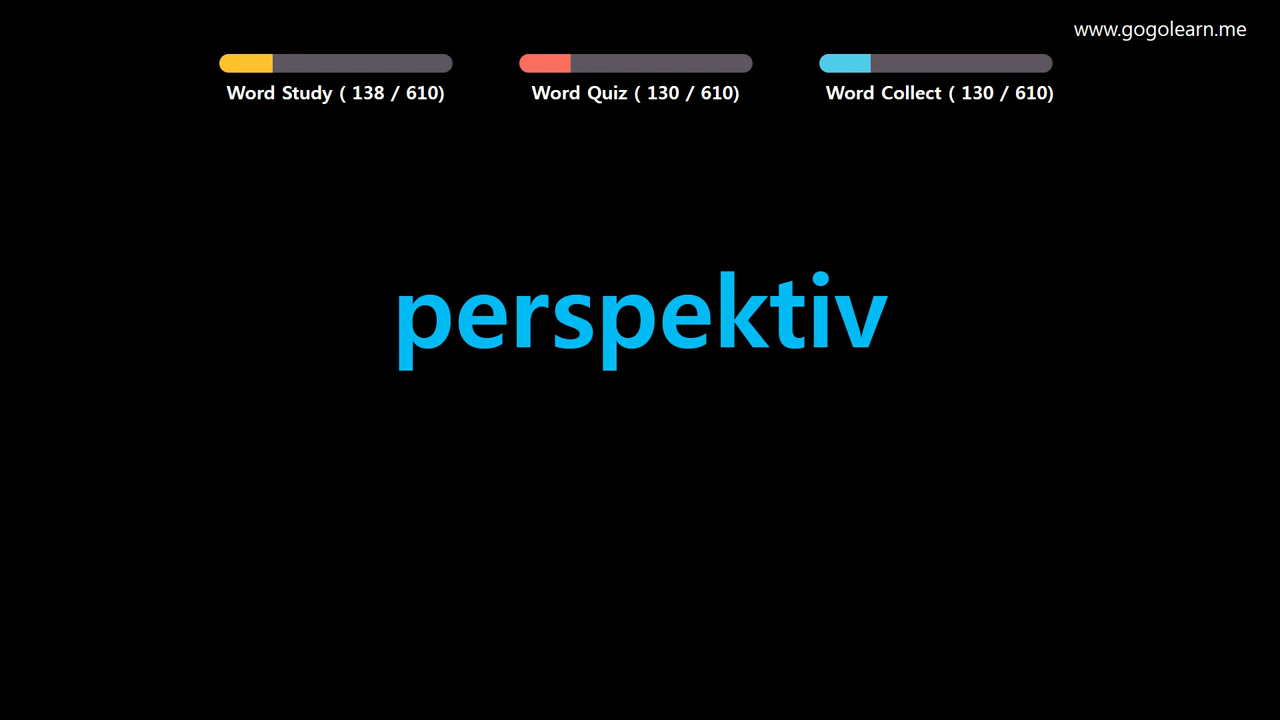 www.gogolearn.me
Word Study ( 138 / 610)
Word Quiz ( 130 / 610)
Word Collect ( 130 / 610)
perspektiv